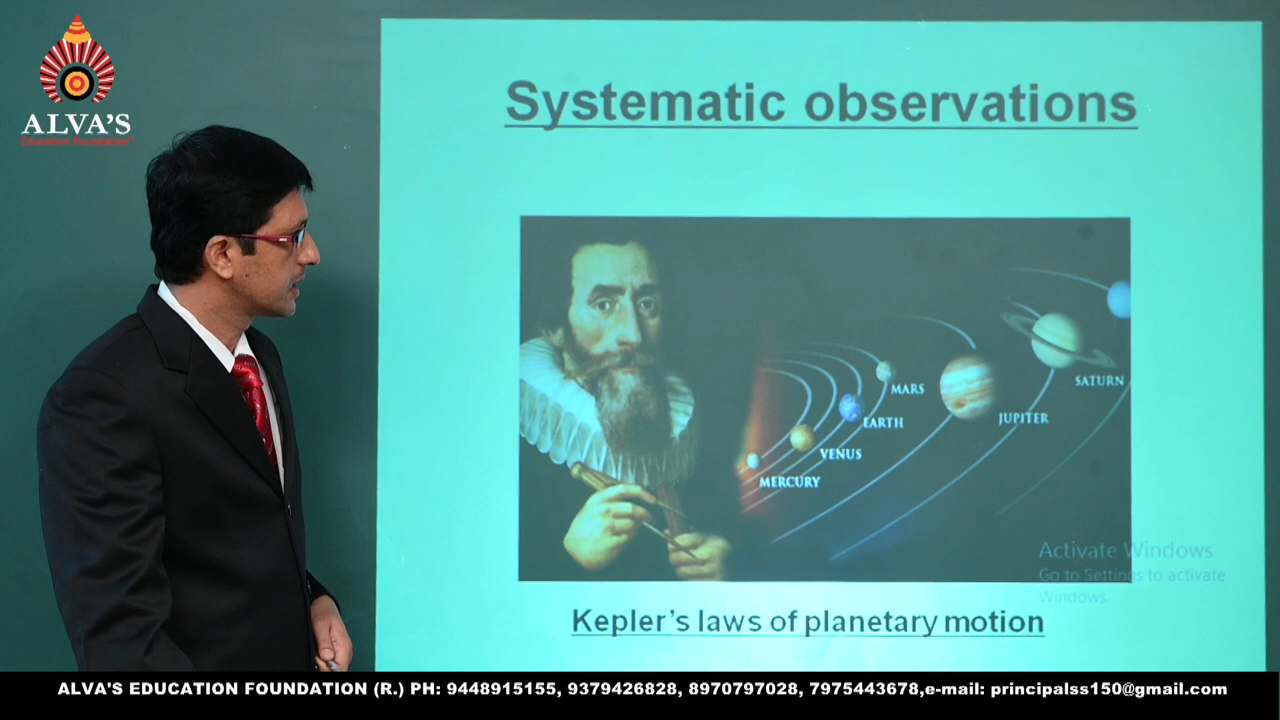 ALVA'S
Education Foundation
Systematic observations
MERCURY
VENUS
EARTH
MARS
JUPITER
SATURN
Activate Windows
Go to Settings to activate
Windows.
Kepler's laws of planetary motion
ALVA'S EDUCATION FOUNDATION (R.) PH: 9448915155, 9379426828, 8970797028, 7975443678,e-mail: principalss150@gmail.com